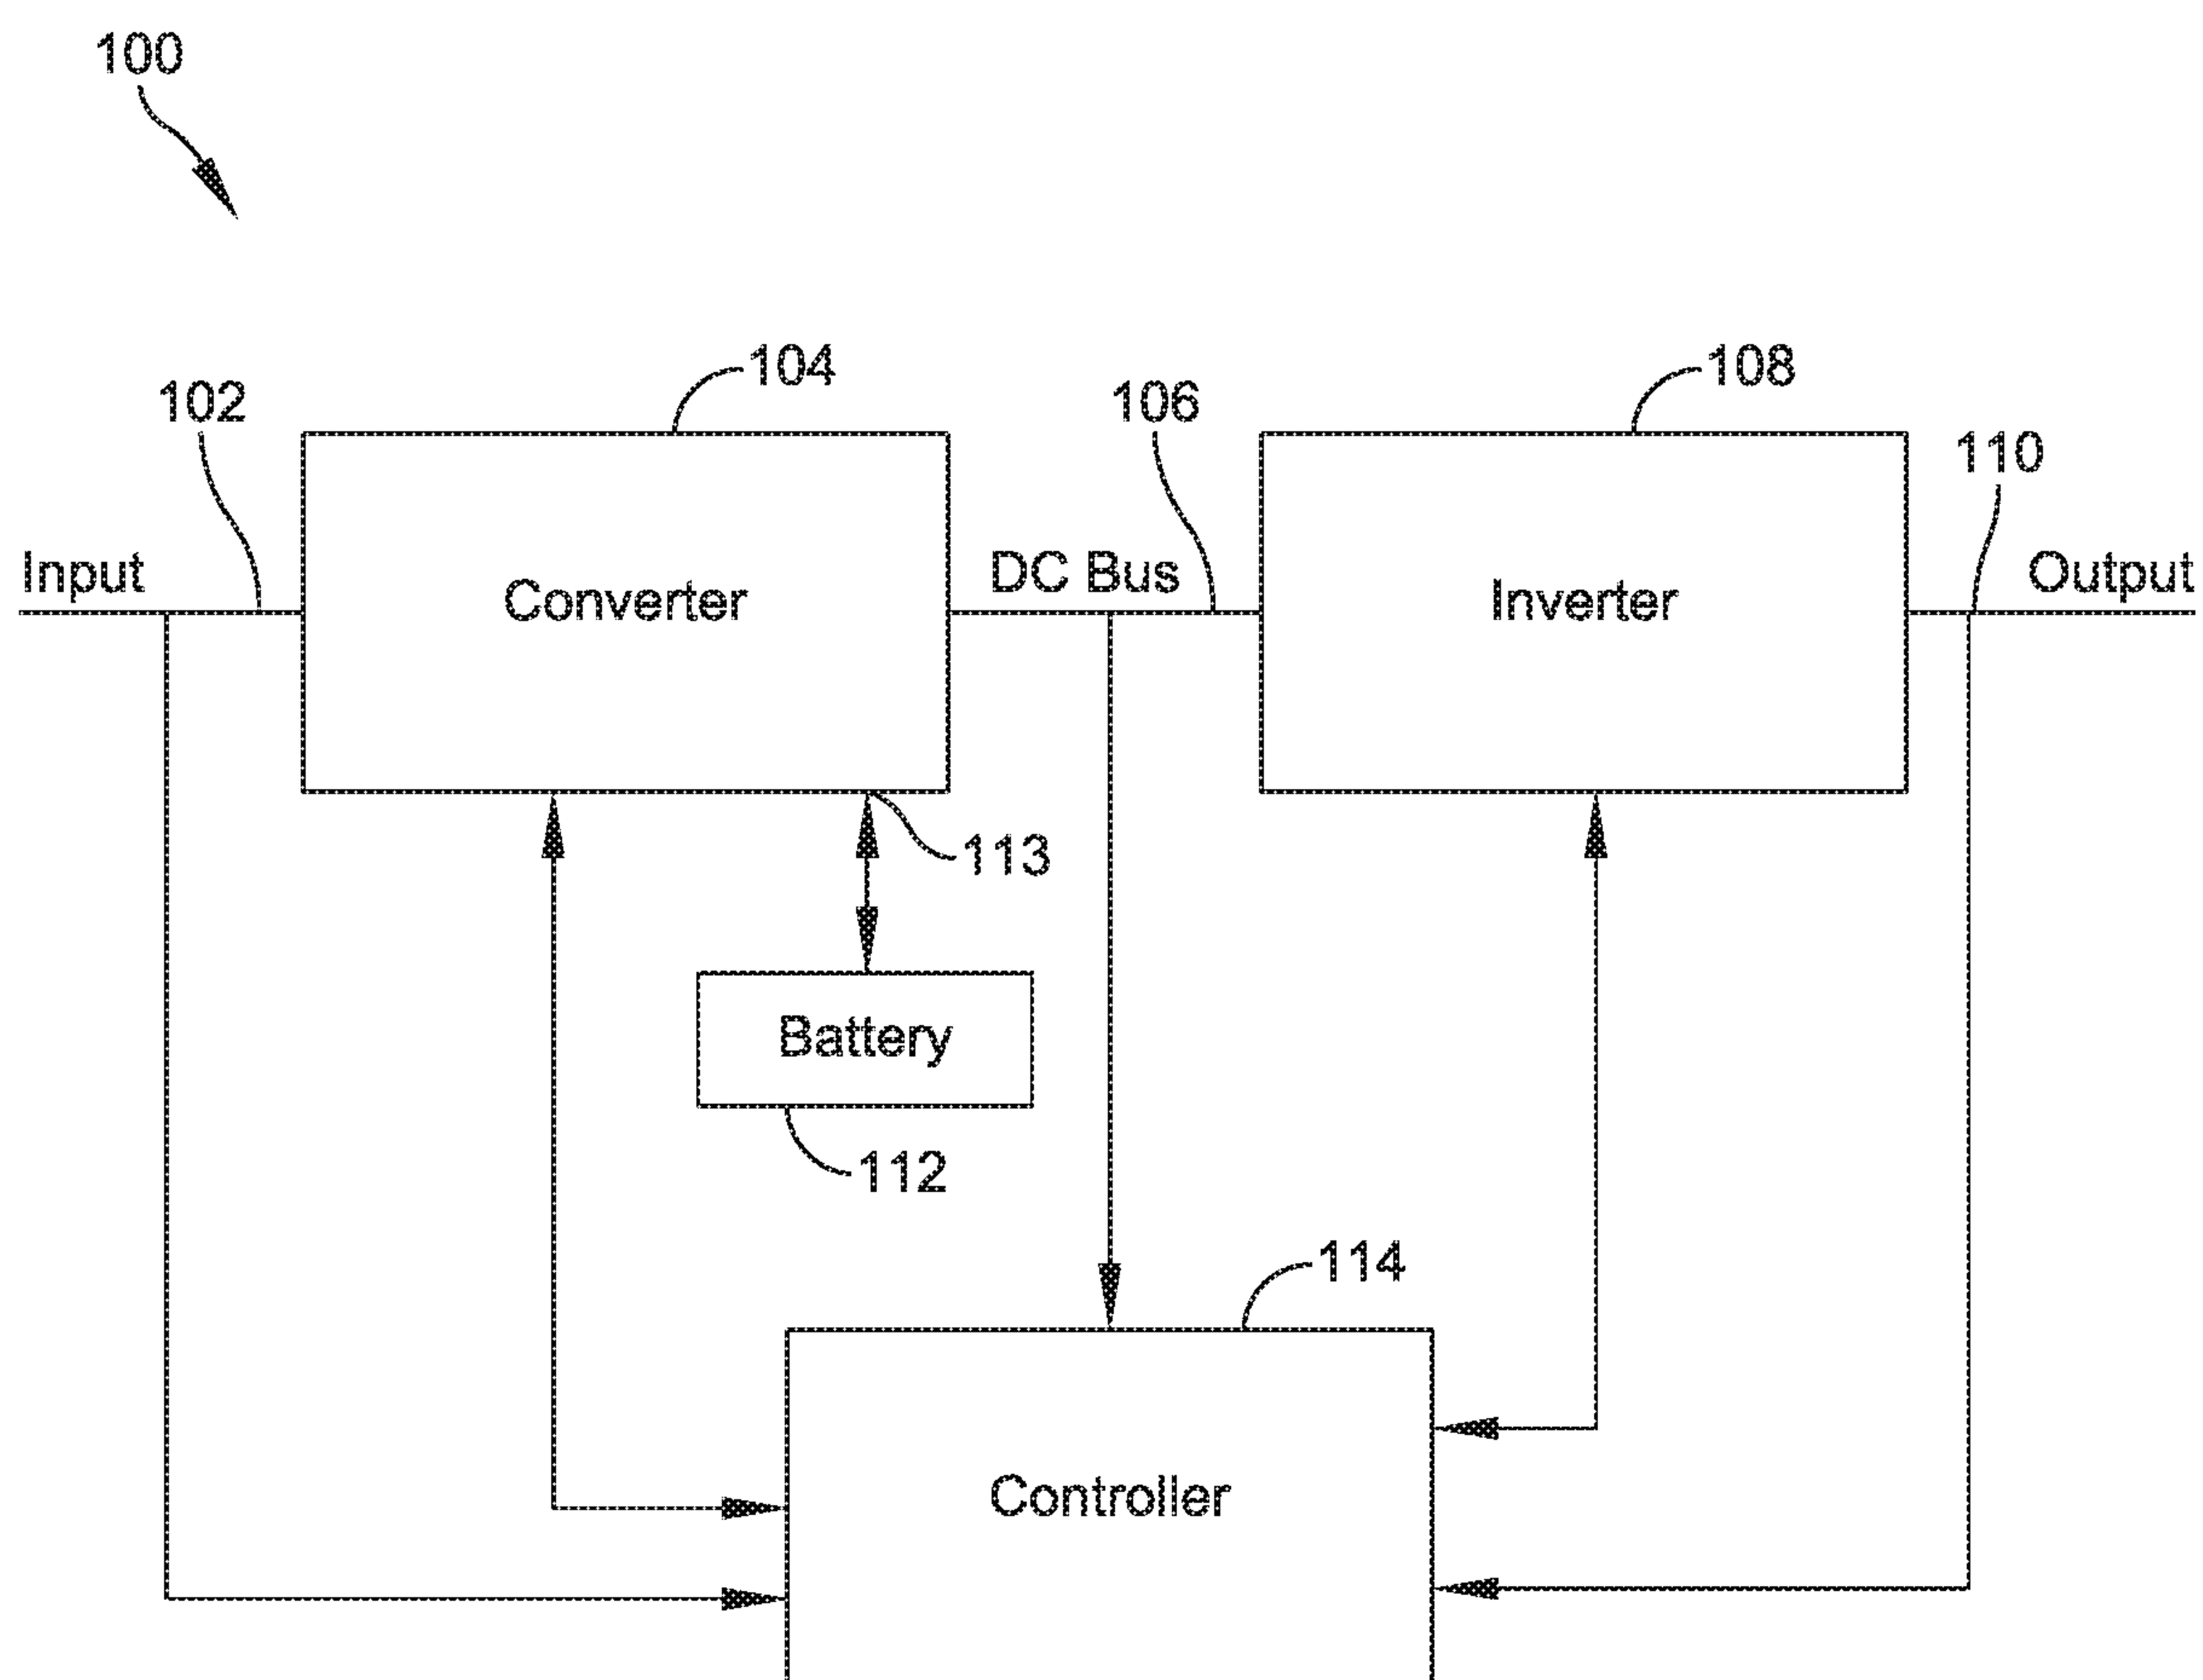 100
104
108
102
106
110
Input
DC Bus
Output
Converter
Inverter
113
Battery
112
114
Controller